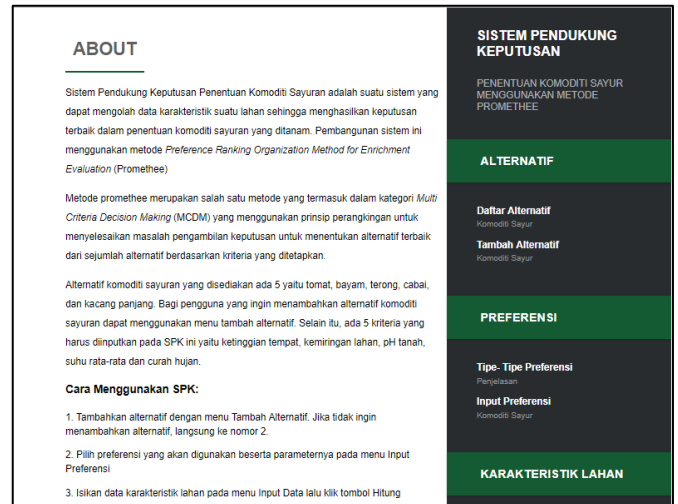 ABOUT
Sistem Pendukung Keputusan Penentuan Komoditi Sayuran adalah suatu sistem yang
dapat mengolah data karakteristik suatu lahan sehingga menghasilkan keputusan
terbaik dalam penentuan komoditi sayuran yang ditanam. Pembangunan sistem ini
menggunakan metode Preference Ranking Organization Method for Enrichment
Evaluation (Promethee)
Metode promethee merupakan salah satu metode yang termasuk dalam kategori Multi
Criteria Decision Making (MCDM) yang menggunakan prinsip perangkingan untuk
menyelesaikan masalah pengambilan keputusan untuk menentukan alternatif terbaik
dari sejumlah alternatif berdasarkan kriteria yang ditetapkan.
Alternatif komoditi sayuran yang disediakan ada 5 yaitu tomat, bayam, terong, cabai,
dan kacang panjang. Bagi pengguna yang ingin menambahkan alternatif komoditi
sayuran dapat menggunakan menu tambah alternatif. Selain itu, ada 5 kriteria yang
harus diinputkan pada SPK ini yaitu ketinggian tempat, kemiringan lahan, pH tanah,
suhu rata-rata dan curah hujan.
Cara Menggunakan SPK:
1. Tambahkan alternatif dengan menu Tambah Alternatif. Jika tidak ingin
menambahkan alternatif, langsung ke nomor 2.
2. Pilih preferensi yang akan digunakan beserta parameternya pada menu Input
Preferensi
3. Isikan data karakteristik lahan pada menu Input Data lalu klik tombol Hitung
SISTEM PENDUKUNG
KEPUTUSAN
PENENTUAN KOMODITI SAYUR
MENGGUNAKAN METODE
PROMETHEE
ALTERNATIF
Daftar Alternatif
Komoditi Sayur
Tambah Alternatif
Komoditi Sayur
PREFERENSI
Tipe- Tipe Preferensi
Penjelasan
Input Preferensi
Komoditi Sayur
KARAKTERISTIK LAHAN